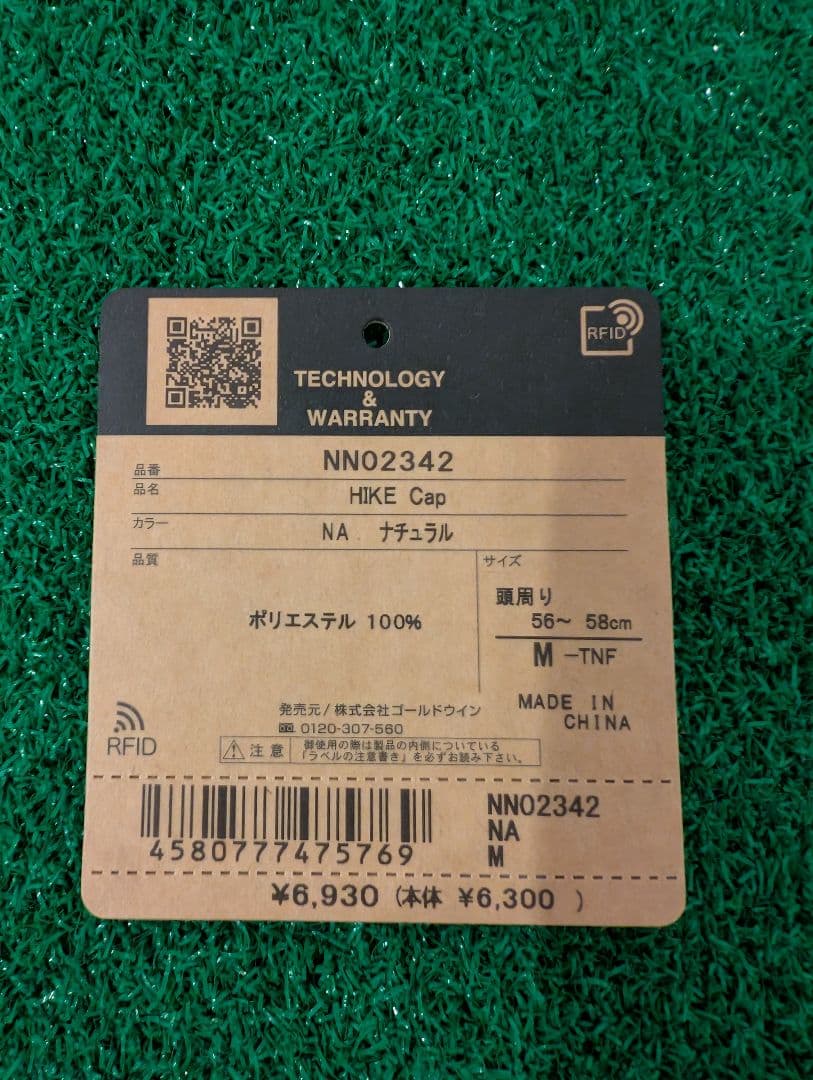 RFID
TECHNOLOGY
&
WARRANTY
品番 NN02342
品名 HIKE Cap
カラー NA ナチュラル
品質 サイズ
ポリエステル 100%
頭周り
56〜 58cm
M -TNF
発売元/株式会社ゴールドウイン
0120-307-560
MADE IN
CHINA
RFID
注意
御使用の際は製品の内側についている
「ラベルの注意書き」を必ずお読み下さい。
4580777475769
NN02342
NA
M
¥6,930 (本体 ¥6,300 )